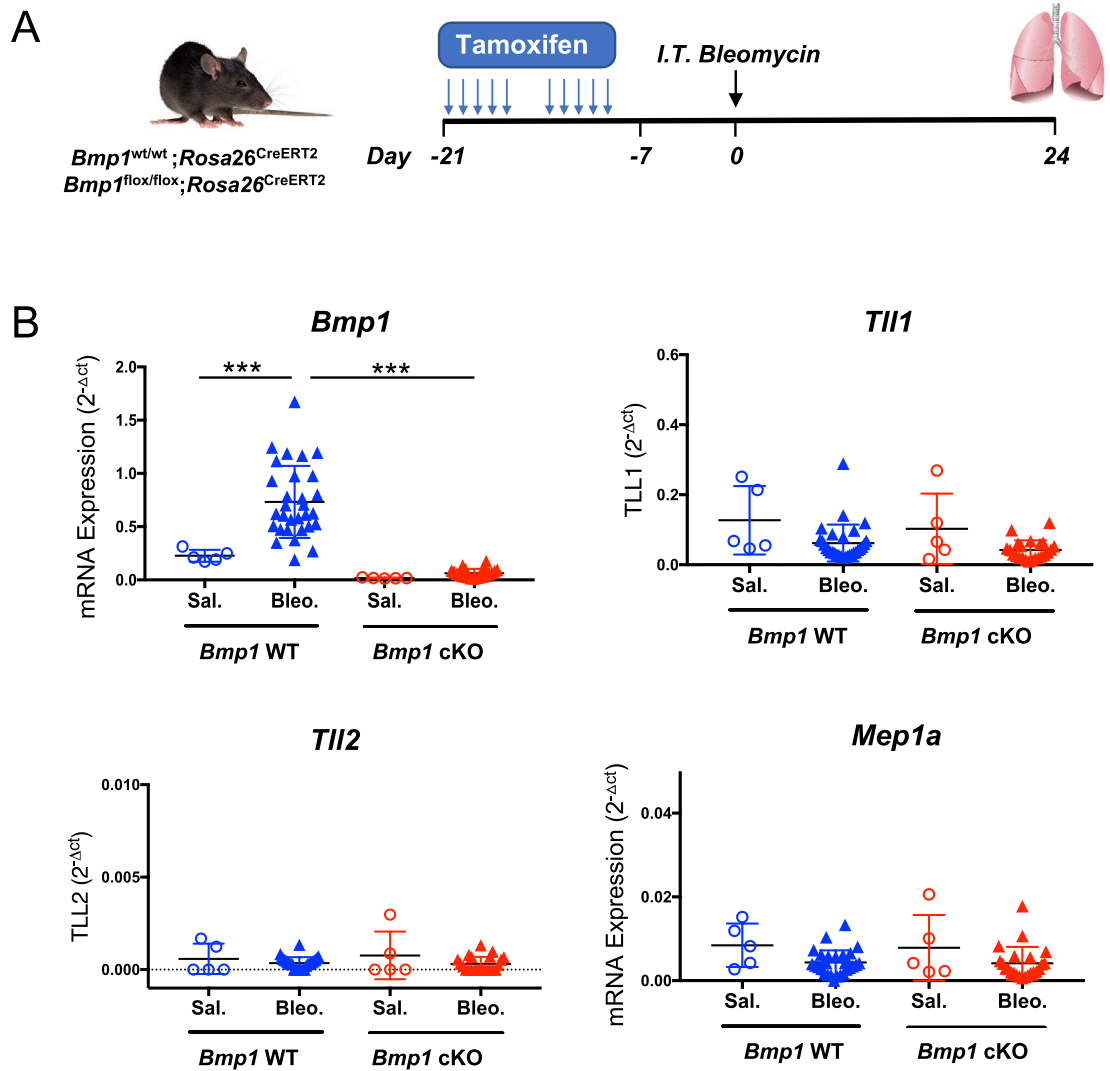 A
Tamoxifen
I.T. Bleomycin
Bmp1wt/wt ;Rosa26CreERT2
Bmp1flox/flox;Rosa26CreERT2
Day -21 -7 0 24
B
Bmp1
mRNA Expression (2-Δct)
2.0
1.5
1.0
0.5
0.0
*** ***
Sal. Bleo. Sal. Bleo.
Bmp1 WT Bmp1 cKO
Tll1
TLL1 (2-Δct)
0.6
0.4
0.2
0.0
Sal. Bleo. Sal. Bleo.
Bmp1 WT Bmp1 cKO
Tll2
TLL2 (2-Δct)
0.010
0.005
0.000
Sal. Bleo. Sal. Bleo.
Bmp1 WT Bmp1 cKO
Mep1a
mRNA Expression (2-Δct)
0.04
0.02
0.00
Sal. Bleo. Sal. Bleo.
Bmp1 WT Bmp1 cKO